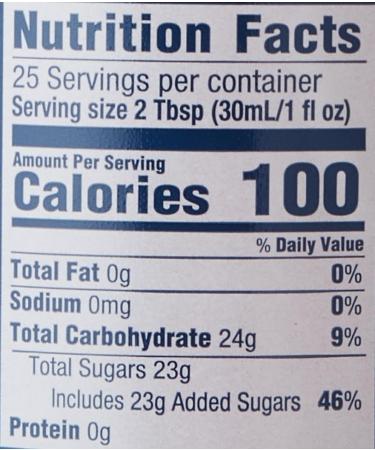 Nutrition Facts
25 Servings per container
Serving size 2 Tbsp (30mL/1 fl oz)
Amount Per Serving
Calories 100
% Daily Value
Total Fat 0g 0%
Sodium 0mg 0%
Total Carbohydrate 24g 9%
Total Sugars 23g
Includes 23g Added Sugars 46%
Protein 0g